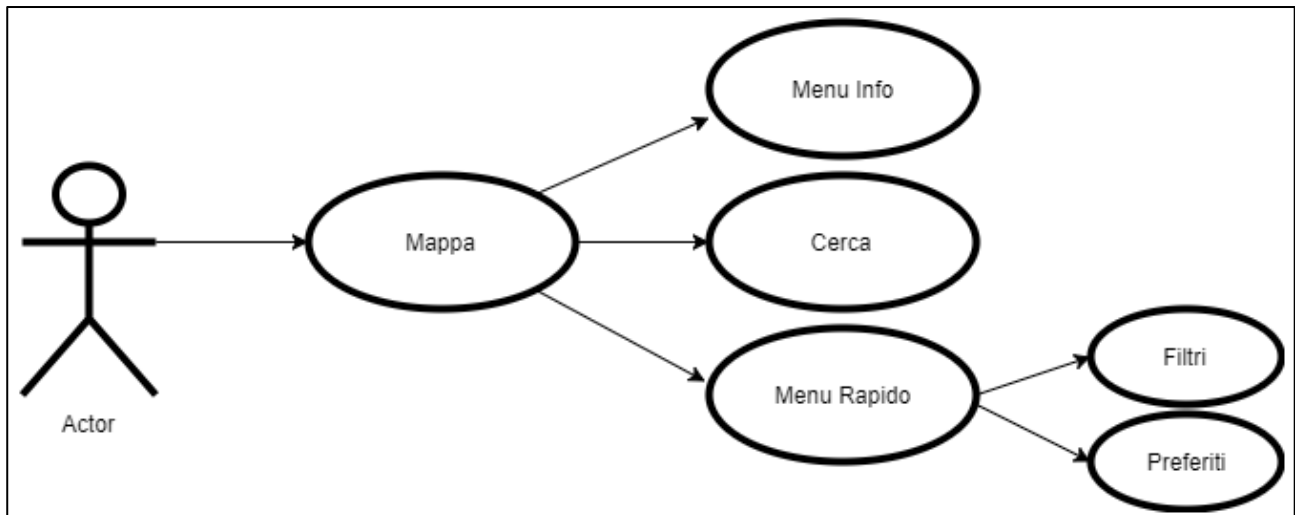 Menu Info
Mappa
Cerca
Menu Rapido
Filtri
Preferiti
Actor